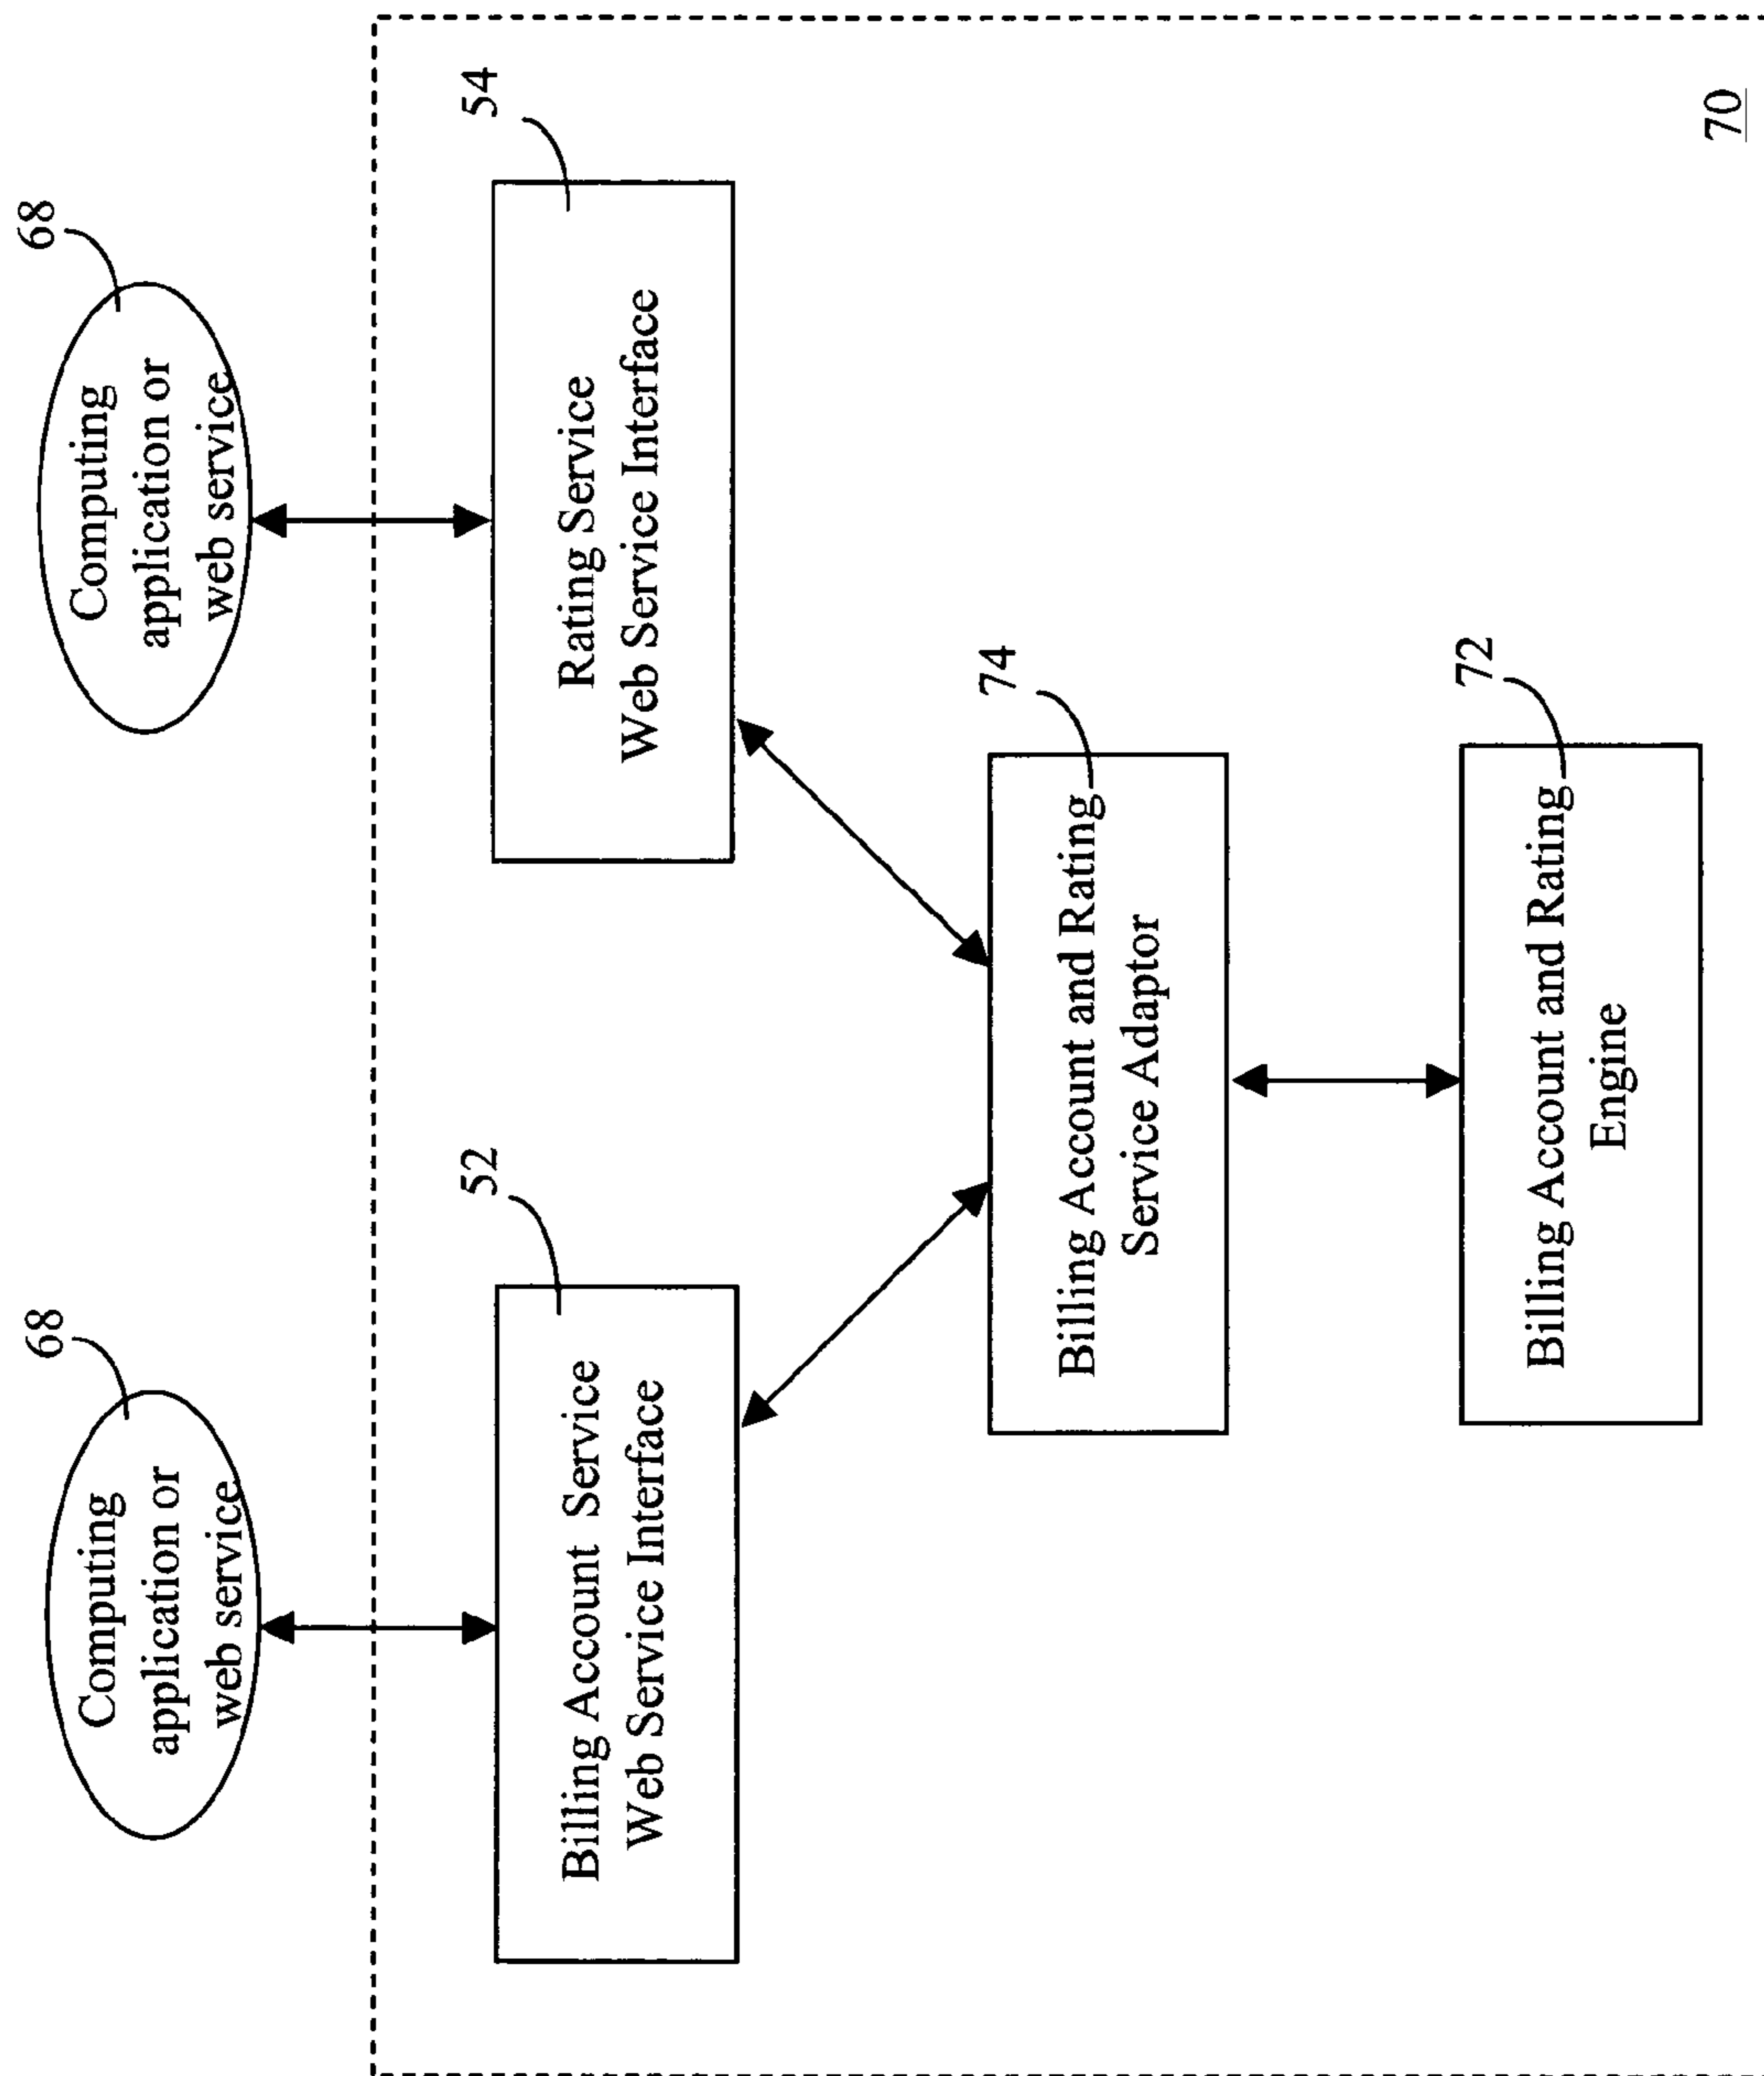 68
Computing
application or
web service
68
Computing
application or
web service
52
Billing Account Service
Web Service Interface
54
Rating Service
Web Service Interface
74
Billing Account and Rating
Service Adaptor
72
Billing Account and Rating
Engine
70